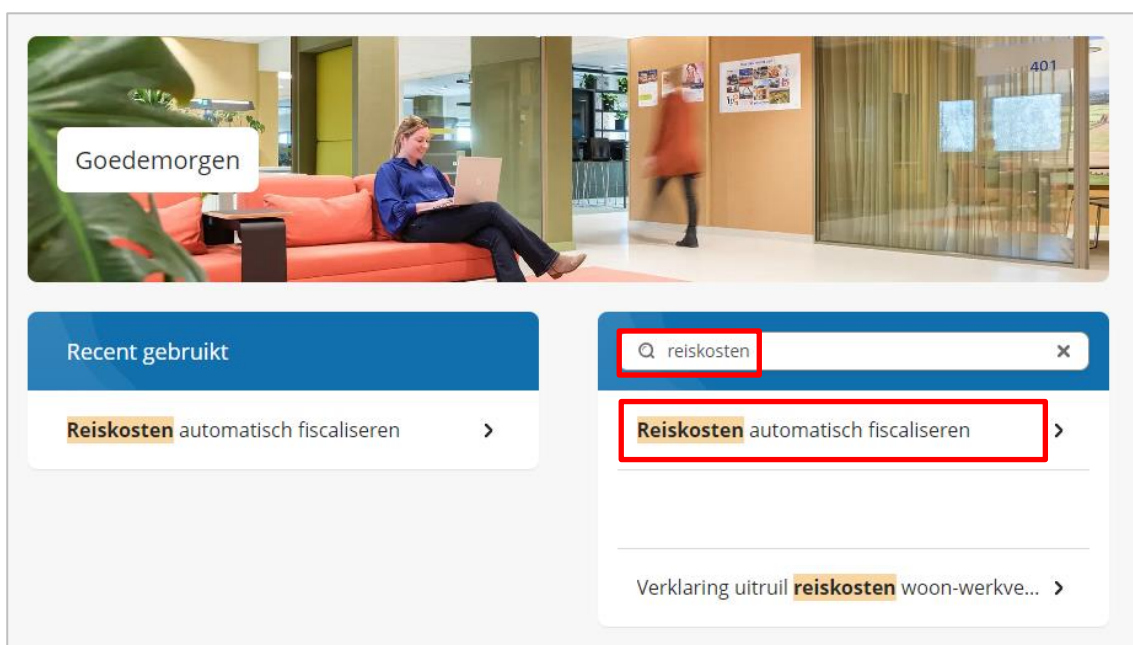 401
Goedemorgen
Recent gebruikt
reiskosten
Reiskosten automatisch fiscaliseren
Reiskosten automatisch fiscaliseren
Verklaring uitruil reiskosten woon-werkve...